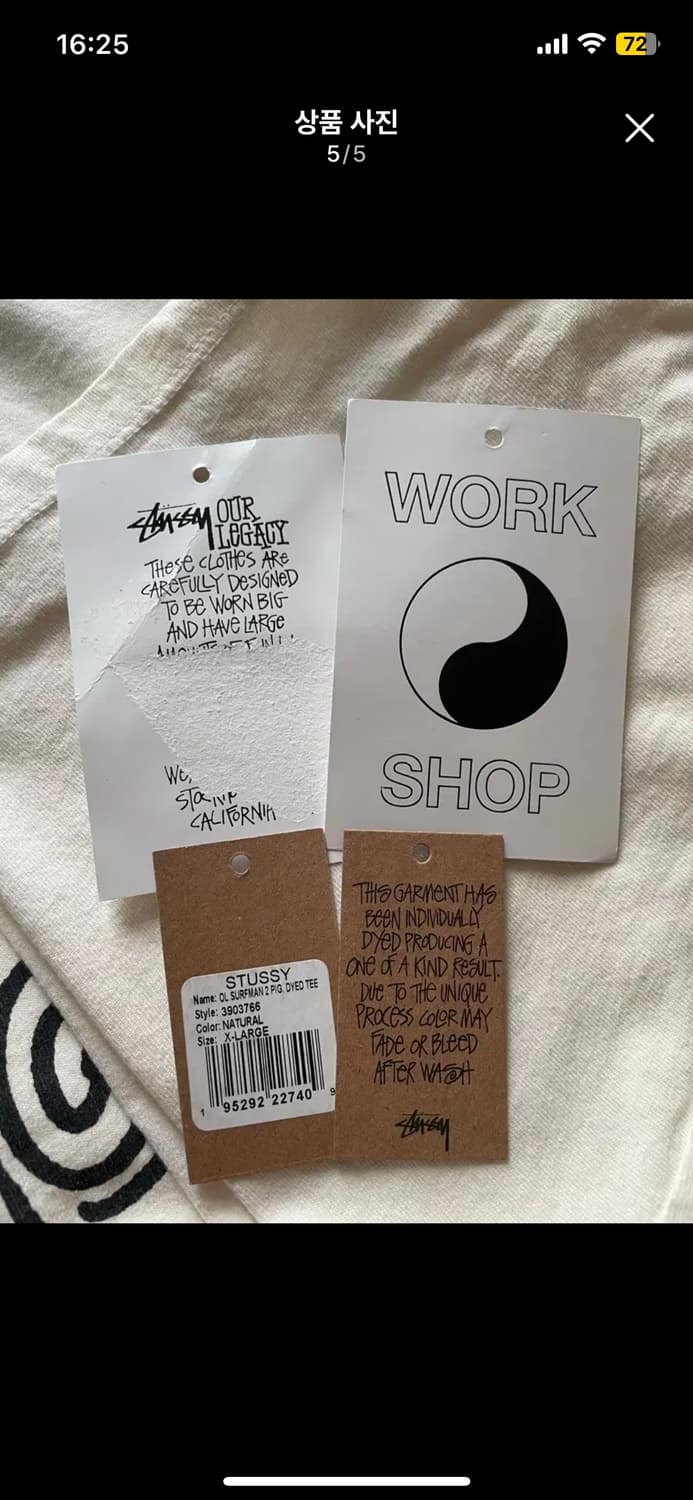 16:25
72
상품 사진
5/5
STÜSSY OUR
LEGACY
THESE CLOTHES ARE
CAREFULLY DESIGNED
TO BE WORN BIG
AND HAVE LARGE
CALIFORNIA
WORK
SHOP
STUSSY
Name: OL SURFMAN 2 PIG. DYED TEE
Style: 3903766
Color: NATURAL
Size: X-LARGE
1 95292 22740 9
THIS GARMENT HAS
BEEN INDIVIDUALLY
DYED PRODUCING A
ONE OF A KIND RESULT.
DUE TO THE UNIQUE
PROCESS COLOR MAY
FADE OR BLEED
AFTER WASH
STÜSSY